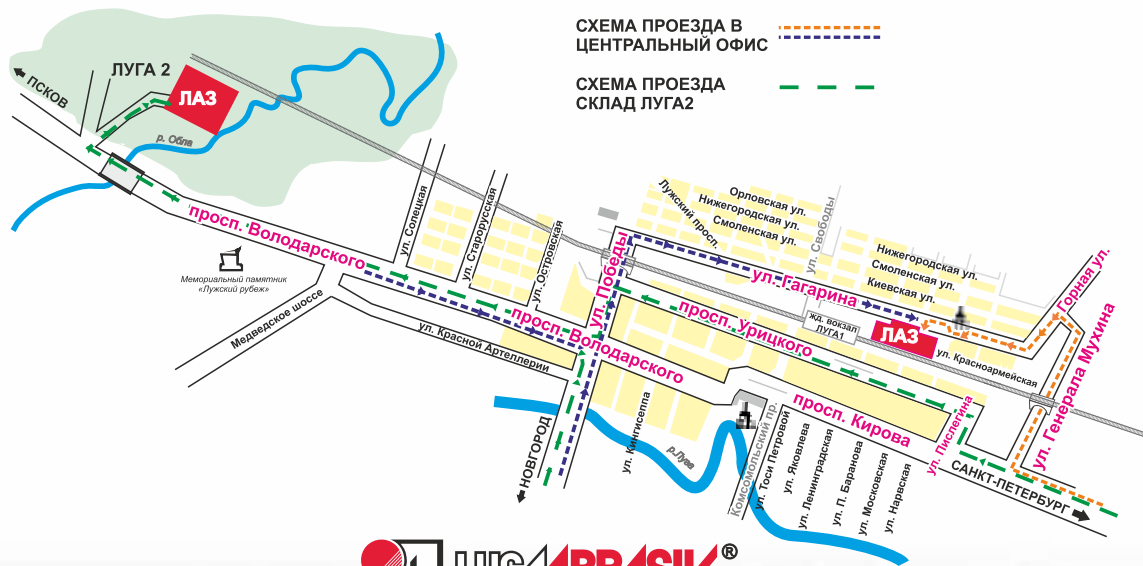 СХЕМА ПРОЕЗДА В
ЦЕНТРАЛЬНЫЙ ОФИС
СХЕМА ПРОЕЗДА
СКЛАД ЛУГА2
ПСКОВ
ЛУГА 2
ЛАЗ
р. Обла
просп. Володарского
Мемориальный памятник
«Лужский рубеж»
Медведское шоссе
ул. Солецкая
ул. Старорусская
ул. Островская
ул. Красной Артеллерии
просп. Володарского
ул. Победы
Лужский просп.
Орловская ул.
Нижегородская ул.
Смоленская ул.
ул. Свободы
Нижегородская ул.
Смоленская ул.
Киевская ул.
ул. Гагарина
Горная ул.
просп. Урицкого
жд. вокзал
ЛУГА1
ЛАЗ
ул. Красноармейская
ул. Генерала Мухина
просп. Кирова
ул. Пислегина
САНКТ-ПЕТЕРБУРГ
НОВГОРОД
ул. Кингисеппа
р.Луга
Комсомольский пр.
ул. Тоси Петровой
ул. Яковлева
ул. Ленинградская
ул. П. Баранова
ул. Московская
ул. Нарвская